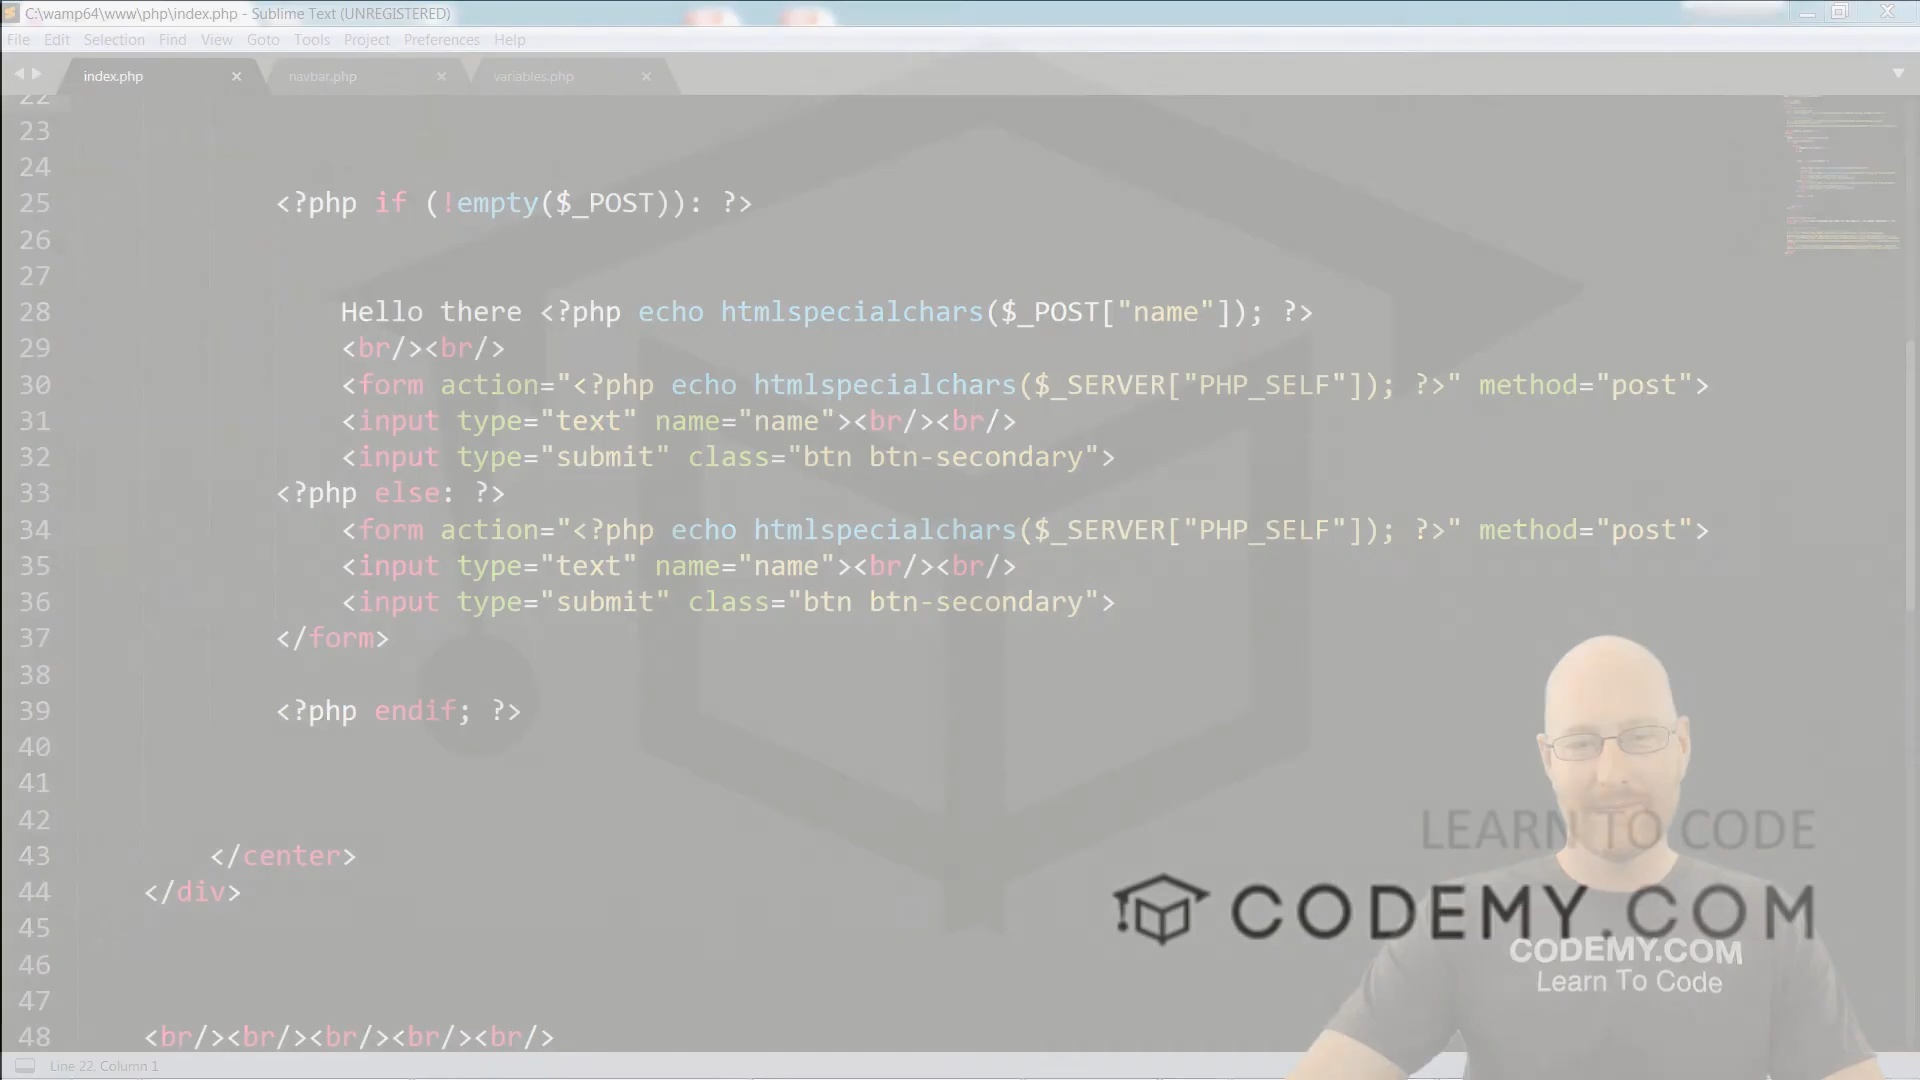 C:\wamp64\www\php\index.php - Sublime Text (UNREGISTERED)
File Edit Selection Find View Goto Tools Project Preferences Help
index.php navbar.php variables.php
22
23
24
25 <?php if (!empty($_POST)): ?>
26
27
28 Hello there <?php echo htmlspecialchars($_POST["name"]); ?>
29 <br/><br/>
30 <form action="<?php echo htmlspecialchars($_SERVER["PHP_SELF"]); ?>" method="post">
31 <input type="text" name="name"><br/><br/>
32 <input type="submit" class="btn btn-secondary">
33 <?php else: ?>
34 <form action="<?php echo htmlspecialchars($_SERVER["PHP_SELF"]); ?>" method="post">
35 <input type="text" name="name"><br/><br/>
36 <input type="submit" class="btn btn-secondary">
37 </form>
38
39 <?php endif; ?>
40
41
42
43 </center>
44 </div>
45
46
47
48 <br/><br/><br/><br/><br/>
LEARN TO CODE
CODEMY.COM
CODEMY.COM
Learn To Code
Line 22, Column 1